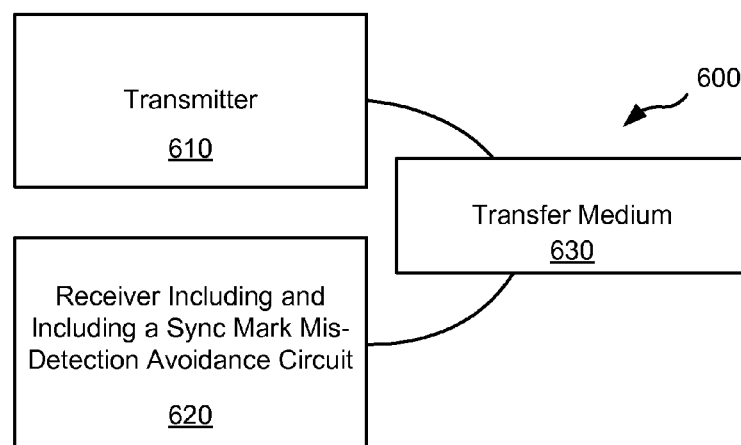 Transmitter
610
600
Transfer Medium
630
Receiver Including and
Including a Sync Mark Mis-
Detection Avoidance Circuit
620